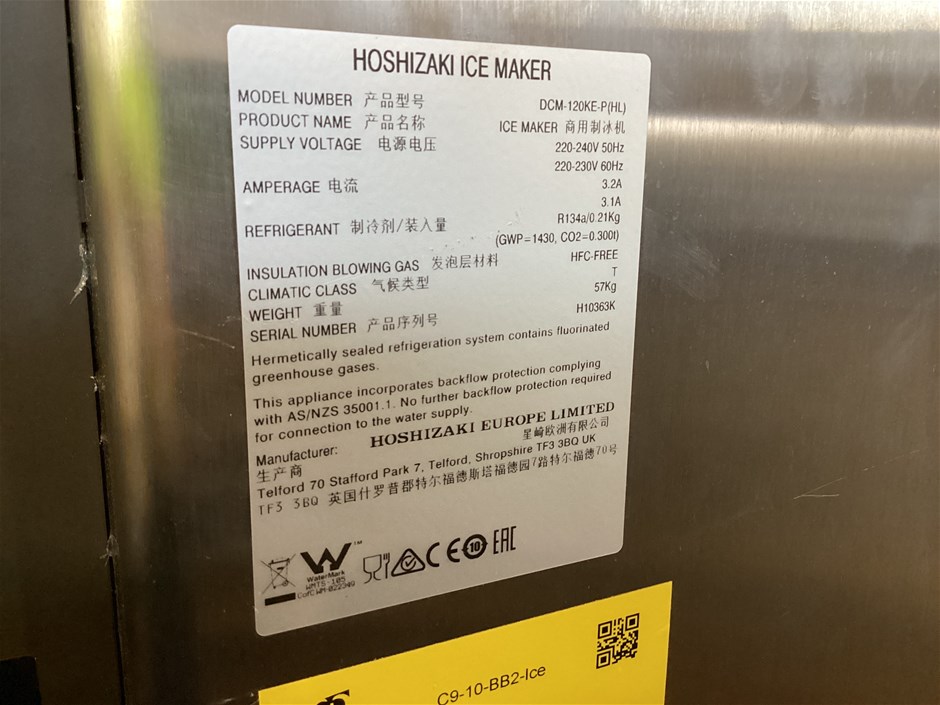 HOSHIZAKI ICE MAKER
MODEL NUMBER 产品型号 DCM-120KE-P(HL)
PRODUCT NAME 产品名称 ICE MAKER 商用制冰机
SUPPLY VOLTAGE 电源电压 220-240V 50Hz
220-230V 60Hz
AMPERAGE 电流 3.2A
3.1A
REFRIGERANT 制冷剂/装入量 R134a/0.21Kg
(GWP=1430, CO2=0.300t)
INSULATION BLOWING GAS 发泡层材料 HFC-FREE
CLIMATIC CLASS 气候类型 T
WEIGHT 重量 57Kg
SERIAL NUMBER 产品序列号 H10363K
Hermetically sealed refrigeration system contains fluorinated
greenhouse gases.
This appliance incorporates backflow protection complying
with AS/NZS 35001.1. No further backflow protection required
for connection to the water supply.
Manufacturer: HOSHIZAKI EUROPE LIMITED
生产商 星崎欧洲有限公司
Telford 70 Stafford Park 7, Telford, Shropshire TF3 3BQ UK
TF3 3BQ 英国什罗普郡特尔福德斯塔福德园7路特尔福德70号
W™
WaterMark
WMTS-105
CofC WM-022349
CE 10 EAC
C9-10-BB2-Ice